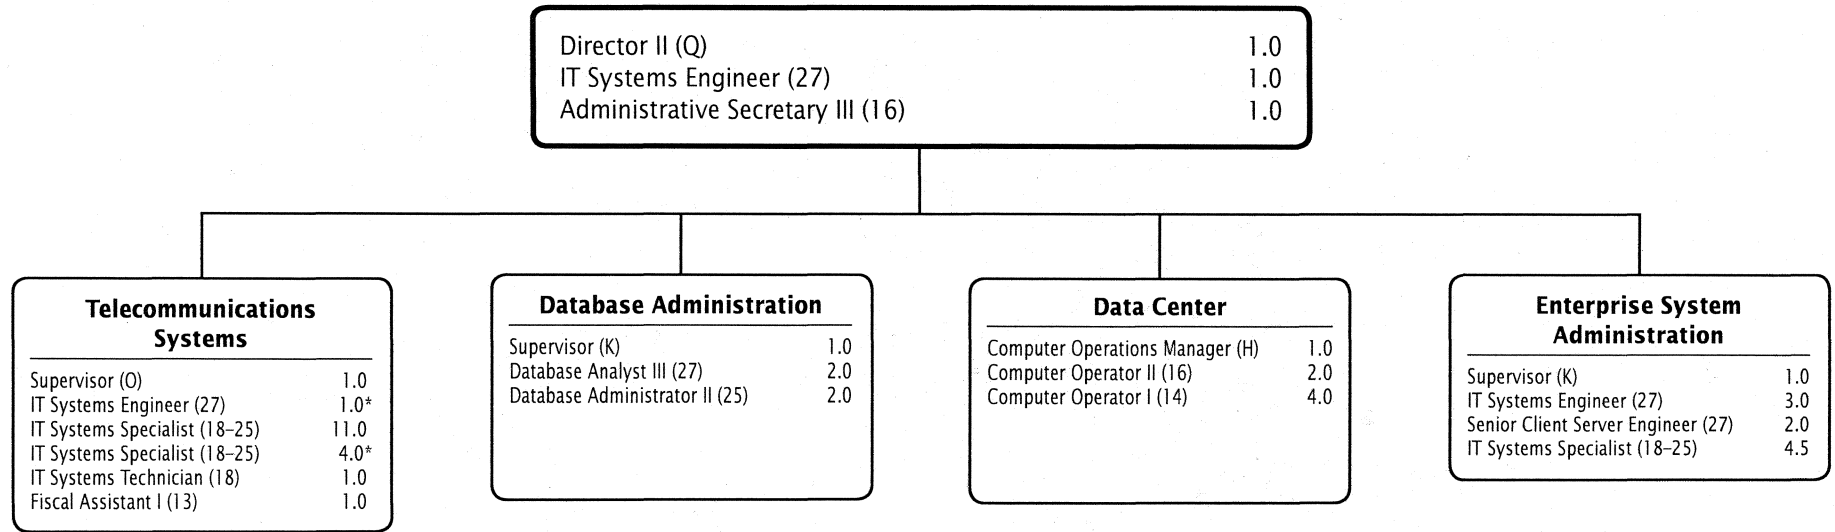 Director II (Q) 1.0
IT Systems Engineer (27) 1.0
Administrative Secretary III (16) 1.0
Telecommunications
Systems
Supervisor (O) 1.0
IT Systems Engineer (27) 1.0*
IT Systems Specialist (18–25) 11.0
IT Systems Specialist (18–25) 4.0*
IT Systems Technician (18) 1.0
Fiscal Assistant I (13) 1.0
Database Administration
Supervisor (K) 1.0
Database Analyst III (27) 2.0
Database Administrator II (25) 2.0
Data Center
Computer Operations Manager (H) 1.0
Computer Operator II (16) 2.0
Computer Operator I (14) 4.0
Enterprise System
Administration
Supervisor (K) 1.0
IT Systems Engineer (27) 3.0
Senior Client Server Engineer (27) 2.0
IT Systems Specialist (18–25) 4.5